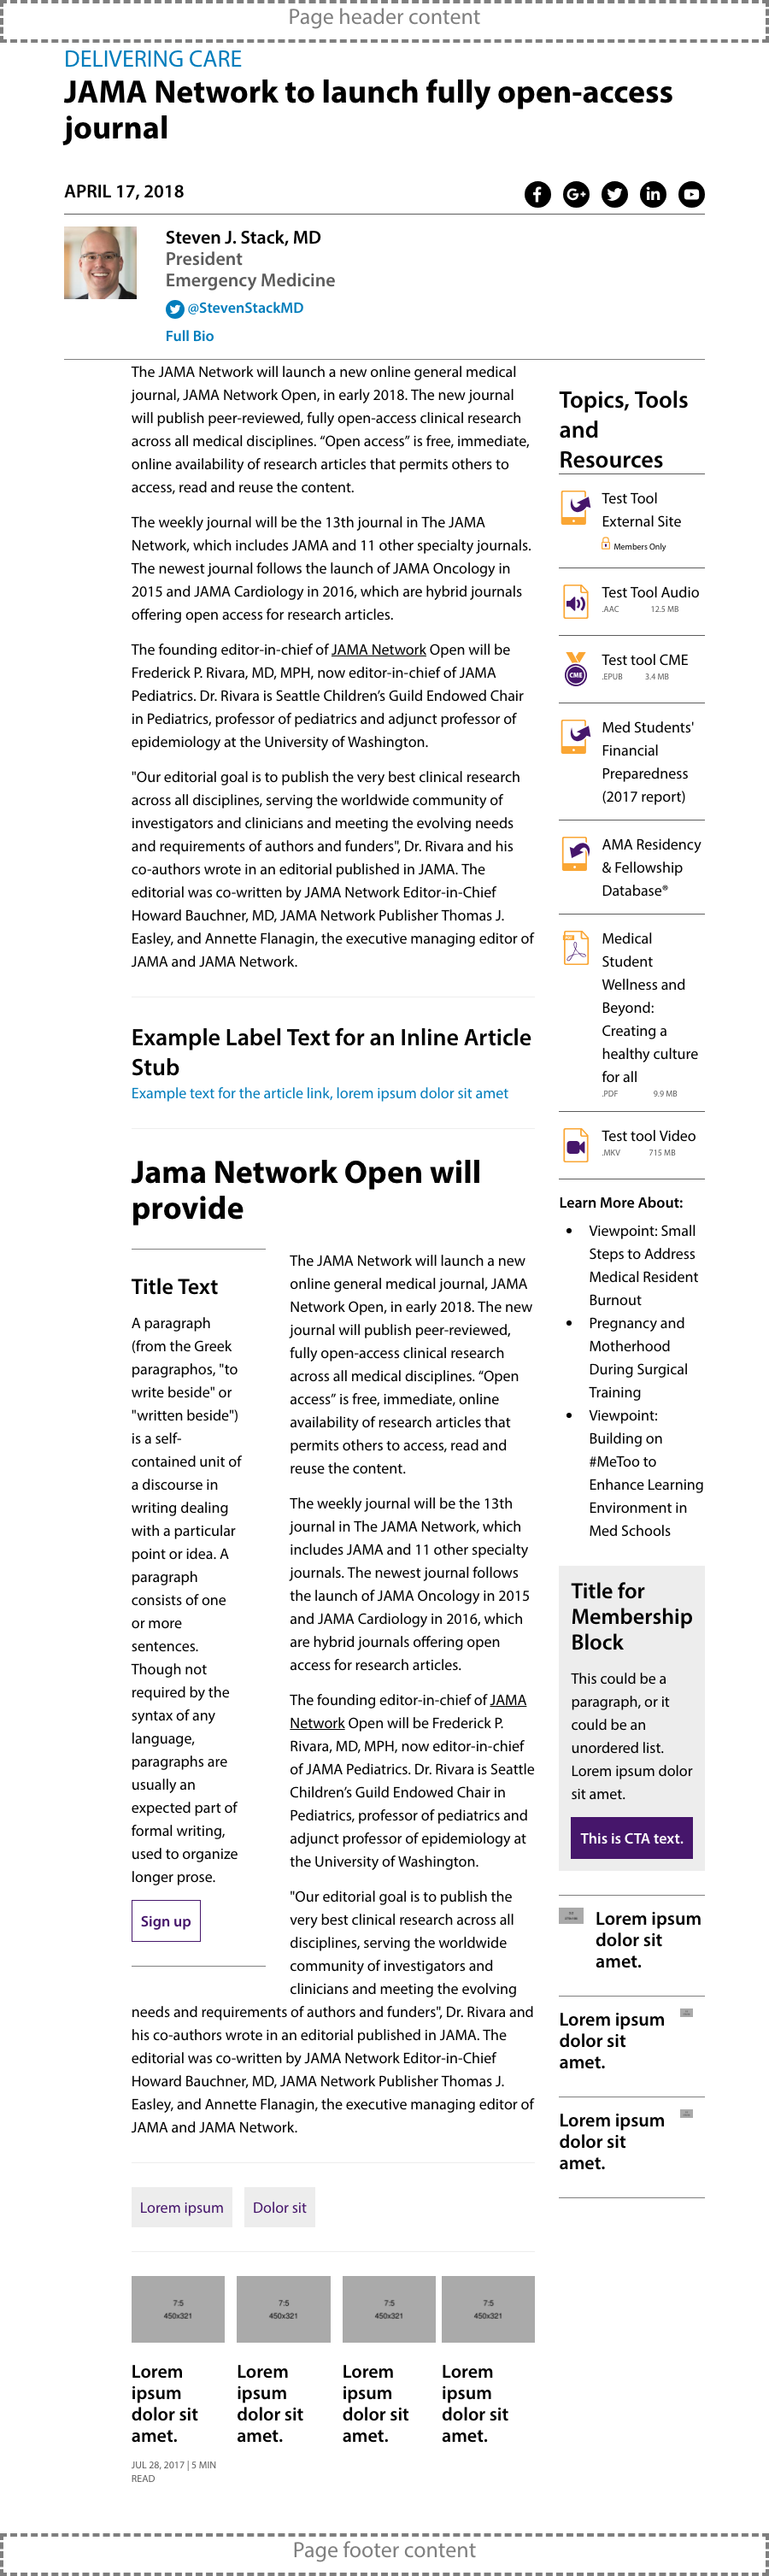 Page header content
DELIVERING CARE
JAMA Network to launch fully open-access
journal
APRIL 17, 2018
Steven J. Stack, MD
President
Emergency Medicine
@StevenStackMD
Full Bio
The JAMA Network will launch a new online general medical
journal, JAMA Network Open, in early 2018. The new journal
will publish peer-reviewed, fully open-access clinical research
across all medical disciplines. “Open access” is free, immediate,
online availability of research articles that permits others to
access, read and reuse the content.
The weekly journal will be the 13th journal in The JAMA
Network, which includes JAMA and 11 other specialty journals.
The newest journal follows the launch of JAMA Oncology in
2015 and JAMA Cardiology in 2016, which are hybrid journals
offering open access for research articles.
The founding editor-in-chief of JAMA Network Open will be
Frederick P. Rivara, MD, MPH, now editor-in-chief of JAMA
Pediatrics. Dr. Rivara is Seattle Children’s Guild Endowed Chair
in Pediatrics, professor of pediatrics and adjunct professor of
epidemiology at the University of Washington.
"Our editorial goal is to publish the very best clinical research
across all disciplines, serving the worldwide community of
investigators and clinicians and meeting the evolving needs
and requirements of authors and funders", Dr. Rivara and his
co-authors wrote in an editorial published in JAMA. The
editorial was co-written by JAMA Network Editor-in-Chief
Howard Bauchner, MD, JAMA Network Publisher Thomas J.
Easley, and Annette Flanagin, the executive managing editor of
JAMA and JAMA Network.
Example Label Text for an Inline Article
Stub
Example text for the article link, lorem ipsum dolor sit amet
Jama Network Open will
provide
Title Text
A paragraph
(from the Greek
paragraphos, "to
write beside" or
"written beside")
is a self-
contained unit of
a discourse in
writing dealing
with a particular
point or idea. A
paragraph
consists of one
or more
sentences.
Though not
required by the
syntax of any
language,
paragraphs are
usually an
expected part of
formal writing,
used to organize
longer prose.
Sign up
The JAMA Network will launch a new
online general medical journal, JAMA
Network Open, in early 2018. The new
journal will publish peer-reviewed,
fully open-access clinical research
across all medical disciplines. “Open
access” is free, immediate, online
availability of research articles that
permits others to access, read and
reuse the content.
The weekly journal will be the 13th
journal in The JAMA Network, which
includes JAMA and 11 other specialty
journals. The newest journal follows
the launch of JAMA Oncology in 2015
and JAMA Cardiology in 2016, which
are hybrid journals offering open
access for research articles.
The founding editor-in-chief of JAMA
Network Open will be Frederick P.
Rivara, MD, MPH, now editor-in-chief
of JAMA Pediatrics. Dr. Rivara is Seattle
Children’s Guild Endowed Chair in
Pediatrics, professor of pediatrics and
adjunct professor of epidemiology at
the University of Washington.
"Our editorial goal is to publish the
very best clinical research across all
disciplines, serving the worldwide
community of investigators and
clinicians and meeting the evolving
needs and requirements of authors and funders", Dr. Rivara and
his co-authors wrote in an editorial published in JAMA. The
editorial was co-written by JAMA Network Editor-in-Chief
Howard Bauchner, MD, JAMA Network Publisher Thomas J.
Easley, and Annette Flanagin, the executive managing editor of
JAMA and JAMA Network.
Lorem ipsum
Dolor sit
7:5
450x321
7:5
450x321
7:5
450x321
7:5
450x321
Lorem
ipsum
dolor sit
amet.
JUL 28, 2017 | 5 MIN
READ
Lorem
ipsum
dolor sit
amet.
Lorem
ipsum
dolor sit
amet.
Lorem
ipsum
dolor sit
amet.
Topics, Tools
and
Resources
Test Tool
External Site
Members Only
Test Tool Audio
.AAC 12.5 MB
CME
Test tool CME
.EPUB 3.4 MB
Med Students'
Financial
Preparedness
(2017 report)
AMA Residency
& Fellowship
Database®
Medical
Student
Wellness and
Beyond:
Creating a
healthy culture
for all
.PDF 9.9 MB
Test tool Video
.MKV 715 MB
Learn More About:
Viewpoint: Small
Steps to Address
Medical Resident
Burnout
Pregnancy and
Motherhood
During Surgical
Training
Viewpoint:
Building on
#MeToo to
Enhance Learning
Environment in
Med Schools
Title for
Membership
Block
This could be a
paragraph, or it
could be an
unordered list.
Lorem ipsum dolor
sit amet.
This is CTA text.
Lorem ipsum
dolor sit
amet.
Lorem ipsum
dolor sit
amet.
Lorem ipsum
dolor sit
amet.
Page footer content